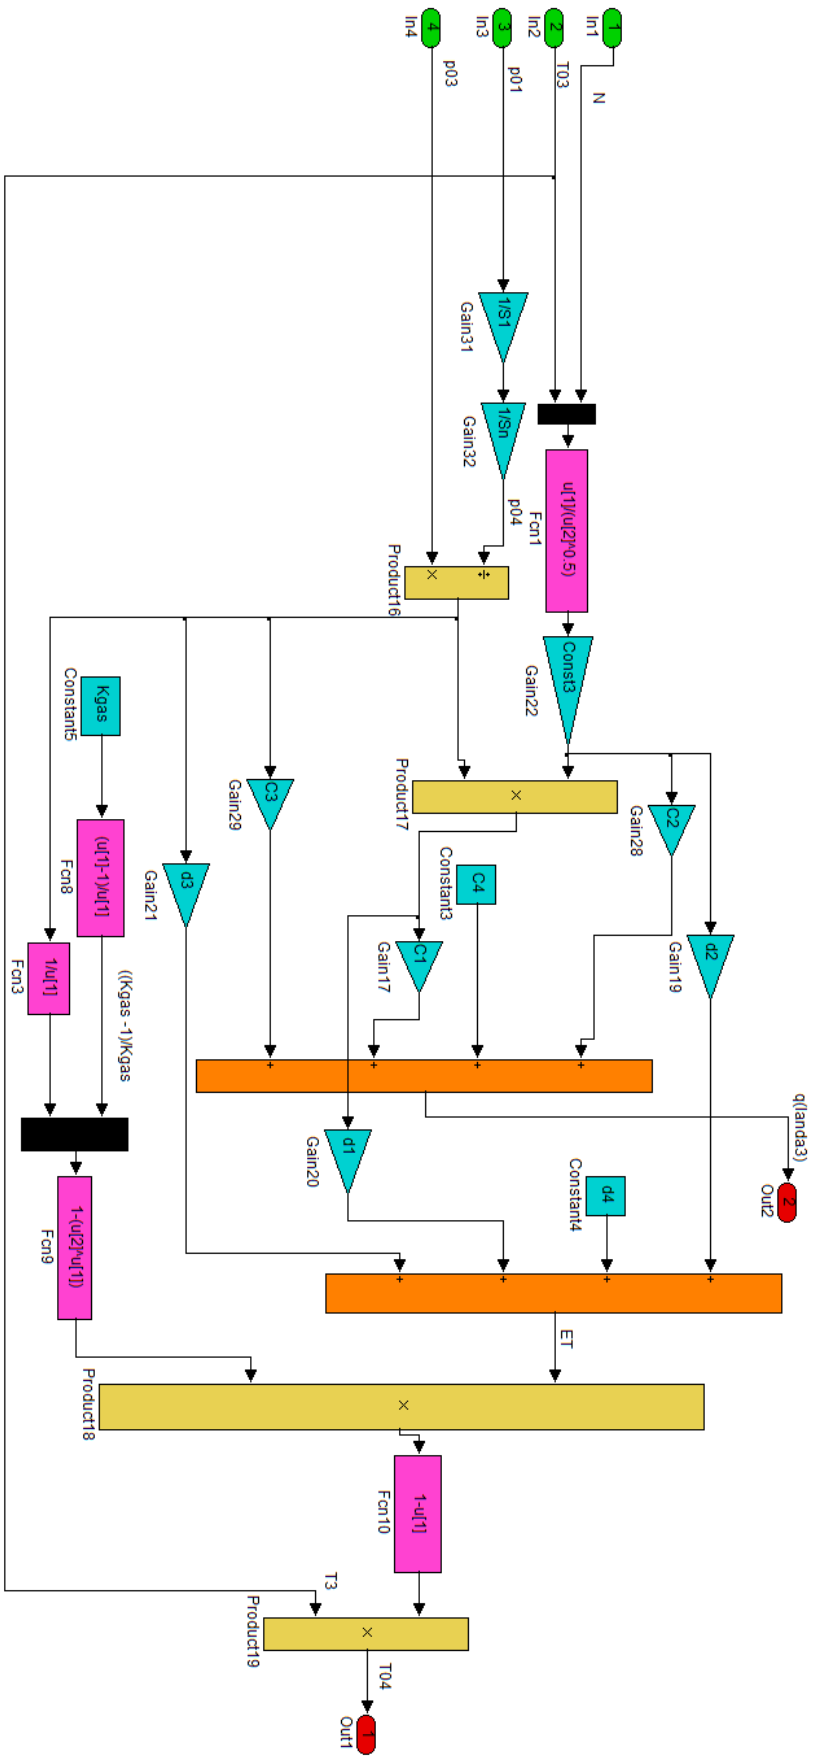 1
In1
N
2
In2
T03
3
In3
p01
4
In4
p03
1/S1
Gain31
1/Sn
Gain32
p04
u[1]/(u[2]^0.5)
Fcn1
Const3
Gain22
÷
×
Product16
×
Product17
C2
Gain28
d2
Gain19
C4
Constant3
C1
Gain17
C3
Gain29
d3
Gain21
Kgas
Constant5
(u[1]-1)/u[1]
Fcn8
((Kgas -1)/Kgas
1/u[1]
Fcn3
+
+
+
+
q(landa3)
2
Out2
d1
Gain20
d4
Constant4
1-(u[2]^u[1])
Fcn9
+
+
+
+
ET
×
Product18
1-u[1]
Fcn10
T3
×
Product19
T04
1
Out1